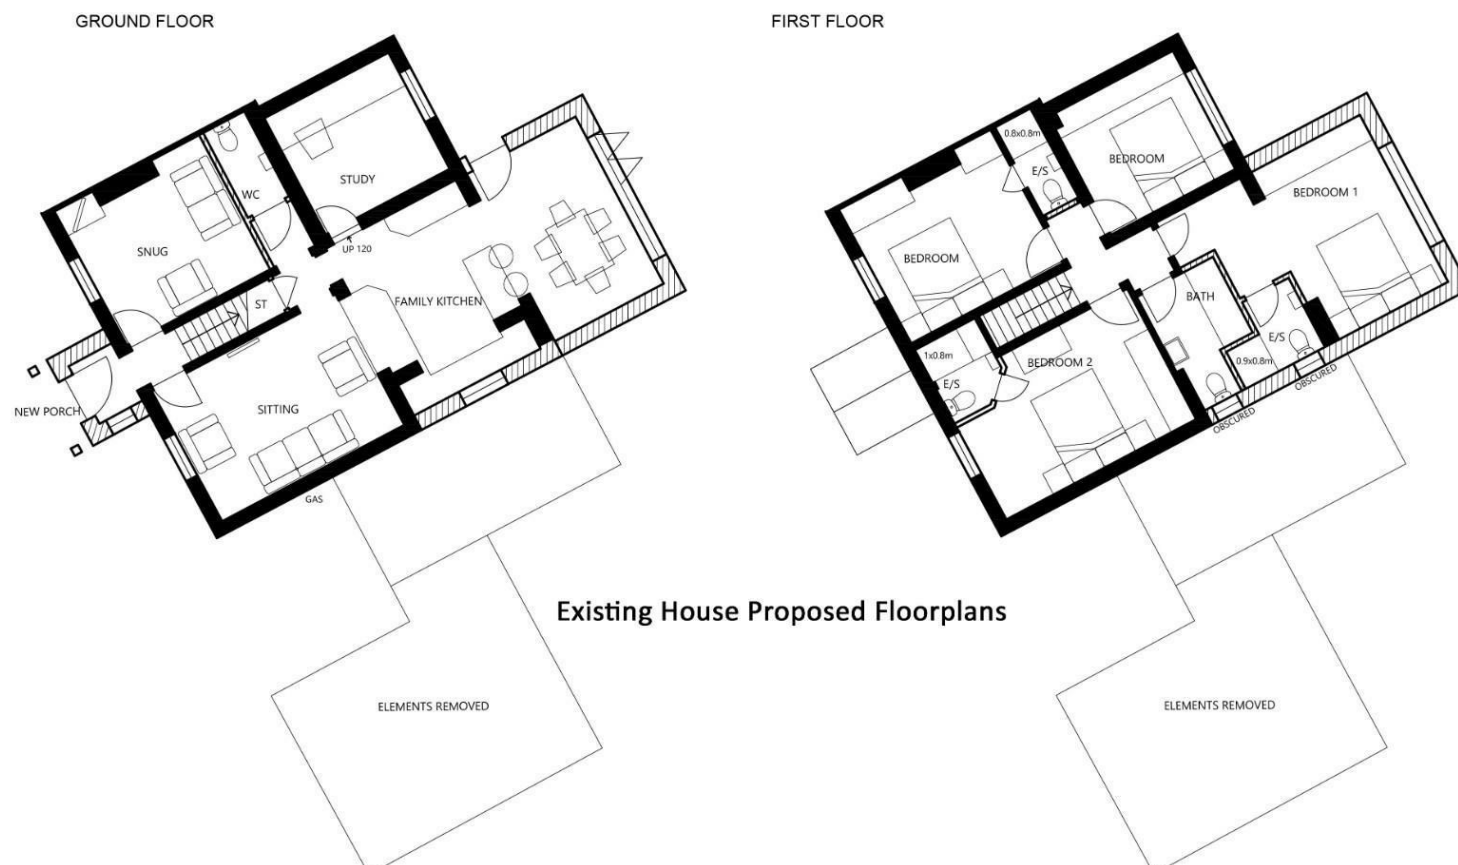 GROUND FLOOR
FIRST FLOOR
STUDY
WC
UP 120
SNUG
ST
FAMILY KITCHEN
NEW PORCH
SITTING
GAS
0.8x0.8m
E/S
BEDROOM
BEDROOM 1
BEDROOM
BATH
1x0.8m
E/S
BEDROOM 2
E/S
0.9x0.8m
OBSCURED
OBSCURED
Existing House Proposed Floorplans
ELEMENTS REMOVED
ELEMENTS REMOVED